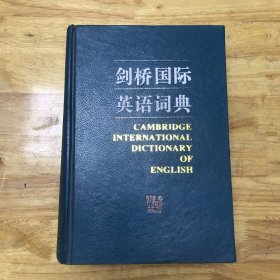 剑桥国际
英语词典
CAMBRIDGE
INTERNATIONAL
DICTIONARY
OF
ENGLISH